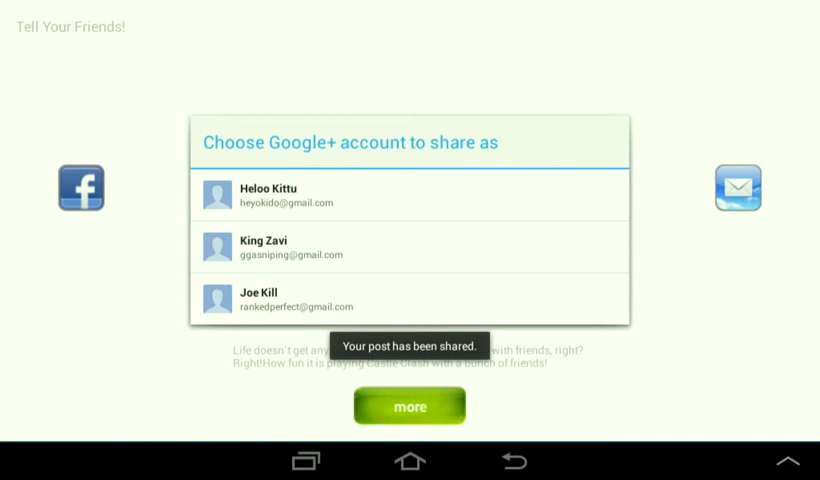 Tell Your Friends!
Choose Google+ account to share as
Heloo Kittu
heyokido@gmail.com
King Zavi
ggasniping@gmail.com
Joe Kill
rankedperfect@gmail.com
Your post has been shared.
Life doesn't get any with friends, right?
Right!How fun it is playing Castle Clash with a bunch of friends!
more